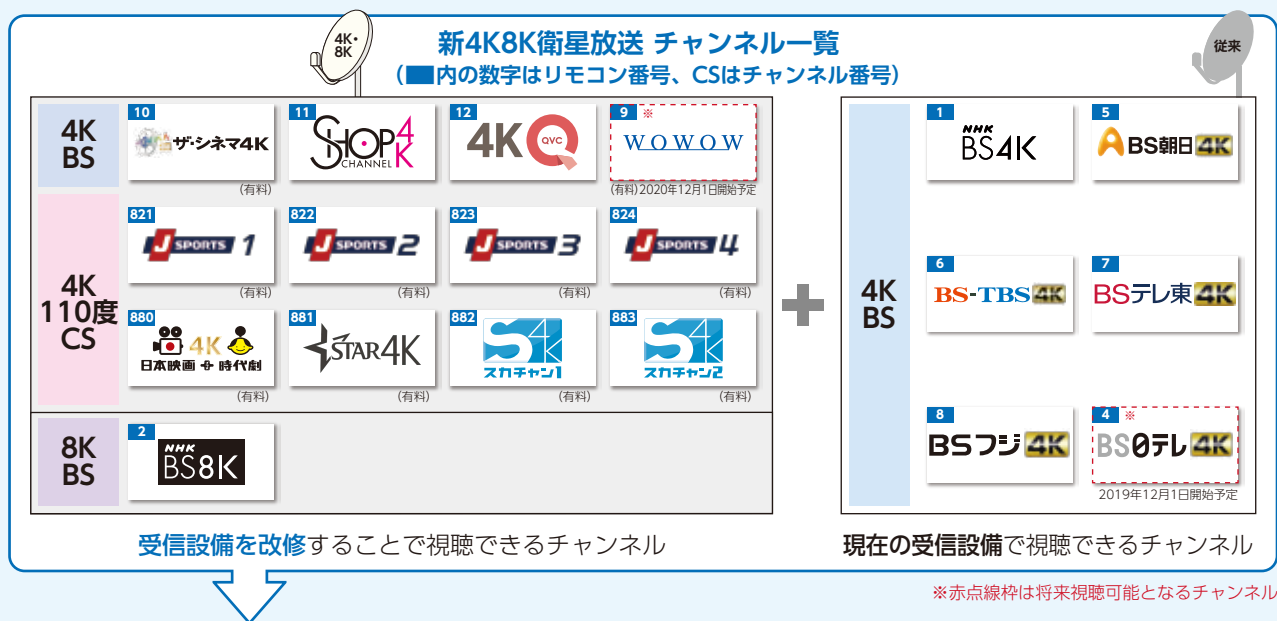 4K・
8K
新4K8K衛星放送 チャンネル一覧
(■内の数字はリモコン番号、CSはチャンネル番号)
従来
4K
BS
10
ザ・シネマ4K
(有料)
11
SHOP CHANNEL 4K
12
4K QVC
9 ※
WOWOW
(有料)2020年12月1日開始予定
4K
110度
CS
821
J SPORTS 1
(有料)
822
J SPORTS 2
(有料)
823
J SPORTS 3
(有料)
824
J SPORTS 4
(有料)
880
4K
日本映画+時代劇
(有料)
881
STAR4K
(有料)
882
S4K
スカチャン1
(有料)
883
S4K
スカチャン2
(有料)
8K
BS
2
NHK
BS8K
受信設備を改修することで視聴できるチャンネル
4K
BS
1
NHK
BS4K
5
BS朝日 4K
6
BS-TBS 4K
7
BSテレ東 4K
8
BSフジ 4K
4 ※
BS日テレ 4K
2019年12月1日開始予定
現在の受信設備で視聴できるチャンネル
※赤点線枠は将来視聴可能となるチャンネル